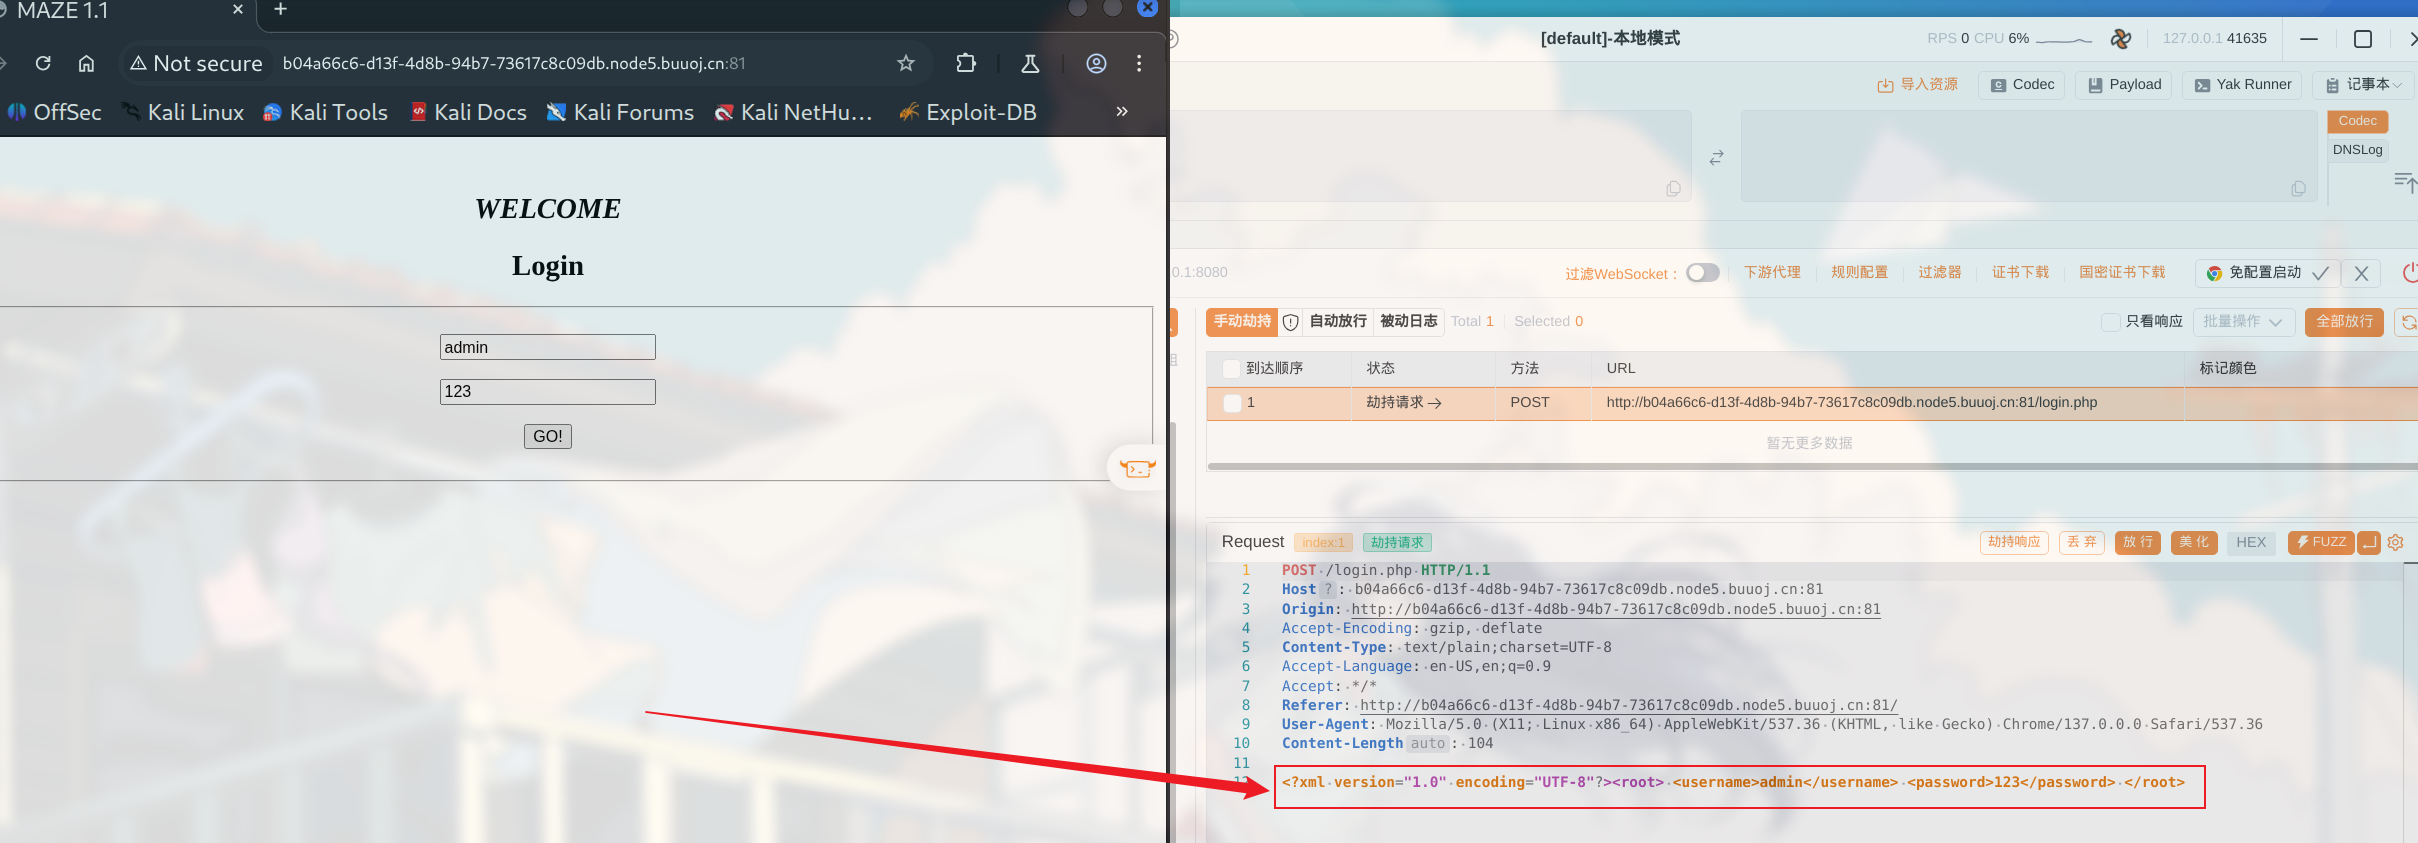 MAZE 1.1
Not secure b04a66c6-d13f-4d8b-94b7-73617c8c09db.node5.buuoj.cn:81
OffSec Kali Linux Kali Tools Kali Docs Kali Forums Kali NetHu... Exploit-DB »
WELCOME
Login
admin
123
GO!
[default]-本地模式 RPS 0 CPU 6% 127.0.0.1 41635
导入资源 Codec Payload Yak Runner 记事本
Codec
DNSLog
0.1:8080 过滤WebSocket : 下游代理 规则配置 过滤器 证书下载 国密证书下载 免配置启动
手动劫持 自动放行 被动日志 Total 1 Selected 0 只看响应 批量操作 全部放行
到达顺序 状态 方法 URL 标记颜色
1 劫持请求 POST http://b04a66c6-d13f-4d8b-94b7-73617c8c09db.node5.buuoj.cn:81/login.php
暂无更多数据
Request index:1 劫持请求 劫持响应 丢弃 放行 美化 HEX FUZZ
1 POST /login.php HTTP/1.1
2 Host ? : b04a66c6-d13f-4d8b-94b7-73617c8c09db.node5.buuoj.cn:81
3 Origin: http://b04a66c6-d13f-4d8b-94b7-73617c8c09db.node5.buuoj.cn:81
4 Accept-Encoding: gzip, deflate
5 Content-Type: text/plain;charset=UTF-8
6 Accept-Language: en-US,en;q=0.9
7 Accept: */*
8 Referer: http://b04a66c6-d13f-4d8b-94b7-73617c8c09db.node5.buuoj.cn:81/
9 User-Agent: Mozilla/5.0 (X11; Linux x86_64) AppleWebKit/537.36 (KHTML, like Gecko) Chrome/137.0.0.0 Safari/537.36
10 Content-Length auto : 104
11
12 <?xml version="1.0" encoding="UTF-8"?><root> <username>admin</username> <password>123</password> </root>